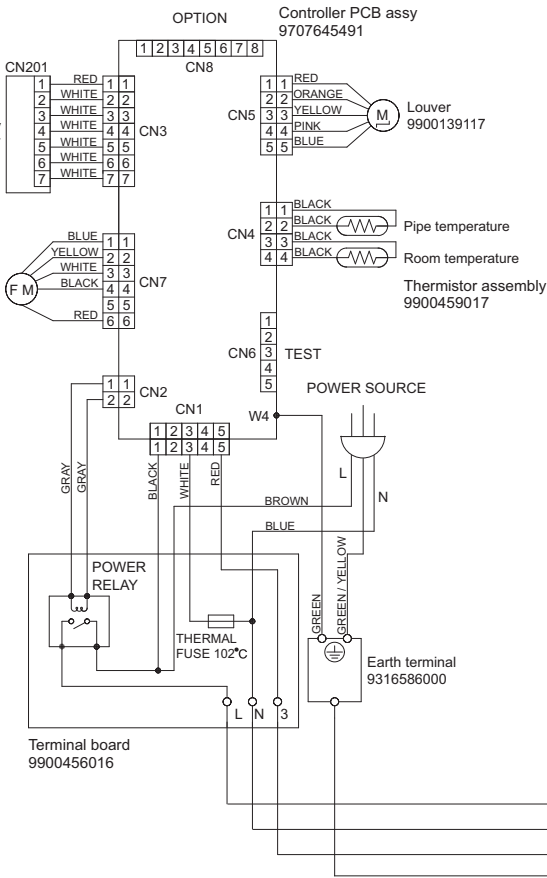 OPTION
Controller PCB assy
9707645491
1 2 3 4 5 6 7 8
CN8
CN201
1 RED 1 1
2 WHITE 2 2
3 WHITE 3 3
4 WHITE 4 4
5 WHITE 5 5
6 WHITE 6 6
7 WHITE 7 7
CN3
CN5
1 1 RED
2 2 ORANGE
3 3 YELLOW
4 4 PINK
5 5 BLUE
M
Louver
9900139117
CN4
1 1 BLACK
2 2 BLACK
3 3 BLACK
4 4 BLACK
Pipe temperature
Room temperature
Thermistor assembly
9900459017
F M
BLUE 1 1
YELLOW 2 2
WHITE 3 3
BLACK 4 4
5 5
RED 6 6
CN7
CN6
1
2
3
4
5
TEST
1 1
2 2
CN2
CN1
1 2 3 4 5
1 2 3 4 5
W4
POWER SOURCE
L
N
GRAY
GRAY
BLACK
WHITE
RED
BROWN
BLUE
GREEN
GREEN / YELLOW
POWER
RELAY
THERMAL
FUSE 102°C
L N 3
Earth terminal
9316586000
Terminal board
9900456016